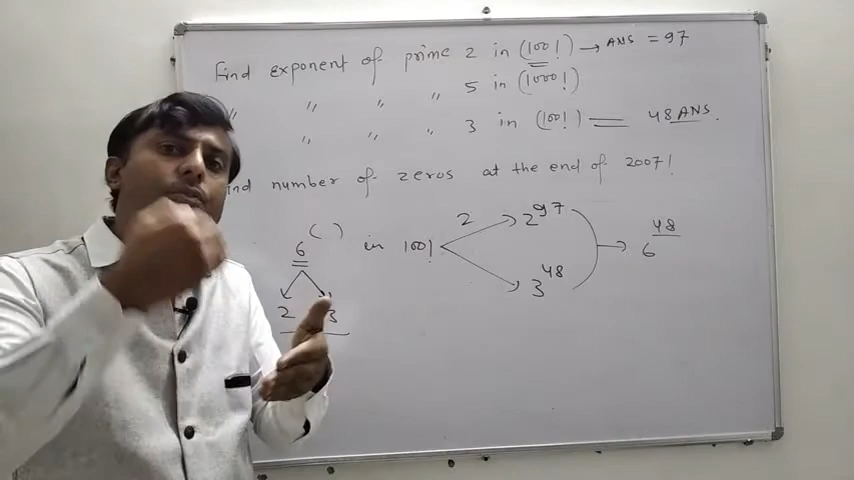 Find exponent of prime 2 in (100!) → ANS = 97
" " " " 5 in (1000!)
" " " 3 in (100!) = 48 ANS.
ind number of zeros at the end of 2007!
6( ) in 100! 2 2^97 6^48
2 3 3^48